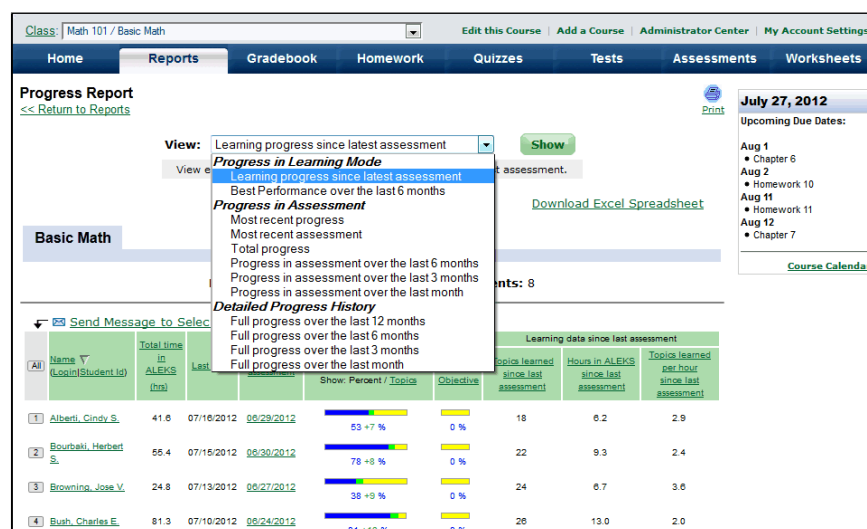 Class: Math 101 / Basic Math
Edit this Course | Add a Course | Administrator Center | My Account Settings
Home Reports Gradebook Homework Quizzes Tests Assessments Worksheets
Progress Report
<< Return to Reports
Print
View: Learning progress since latest assessment Show
View e
t assessment.
Progress in Learning Mode
Learning progress since latest assessment
Best Performance over the last 6 months
Progress in Assessment
Most recent progress
Most recent assessment
Total progress
Progress in assessment over the last 6 months
Progress in assessment over the last 3 months
Progress in assessment over the last month
Detailed Progress History
Full progress over the last 12 months
Full progress over the last 6 months
Full progress over the last 3 months
Full progress over the last month
Download Excel Spreadsheet
Basic Math
ents: 8
July 27, 2012
Upcoming Due Dates:
Aug 1
• Chapter 6
Aug 2
• Homework 10
Aug 11
• Homework 11
Aug 12
• Chapter 7
Course Calenda
Send Message to Selec
Learning data since last assessment
All
Name
(Login|Student Id)
Total time
in
ALEKS
(hrs)
Last
assessment
Show: Percent / Topics
Objective
Topics learned
since last
assessment
Hours in ALEKS
since last
assessment
Topics learned
per hour
since last
assessment
1 Alberti, Cindy S. 41.6 07/16/2012 06/29/2012 53 +7 % 0 % 18 6.2 2.9
2 Bourbaki, Herbert
S. 55.4 07/15/2012 06/30/2012 78 +8 % 0 % 22 9.3 2.4
3 Browning, Jose V. 24.8 07/13/2012 06/27/2012 38 +9 % 0 % 24 6.7 3.6
4 Bush, Charles E. 81.3 07/10/2012 06/24/2012 26 13.0 2.0